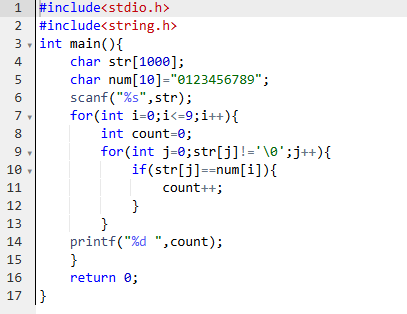 1 #include<stdio.h>
2 #include<string.h>
3 int main(){
4     char str[1000];
5     char num[10]="0123456789";
6     scanf("%s",str);
7     for(int i=0;i<=9;i++){
8         int count=0;
9         for(int j=0;str[j]!='\0';j++){
10             if(str[j]==num[i]){
11                 count++;
12             }
13         }
14     printf("%d ",count);
15     }
16     return 0;
17 }